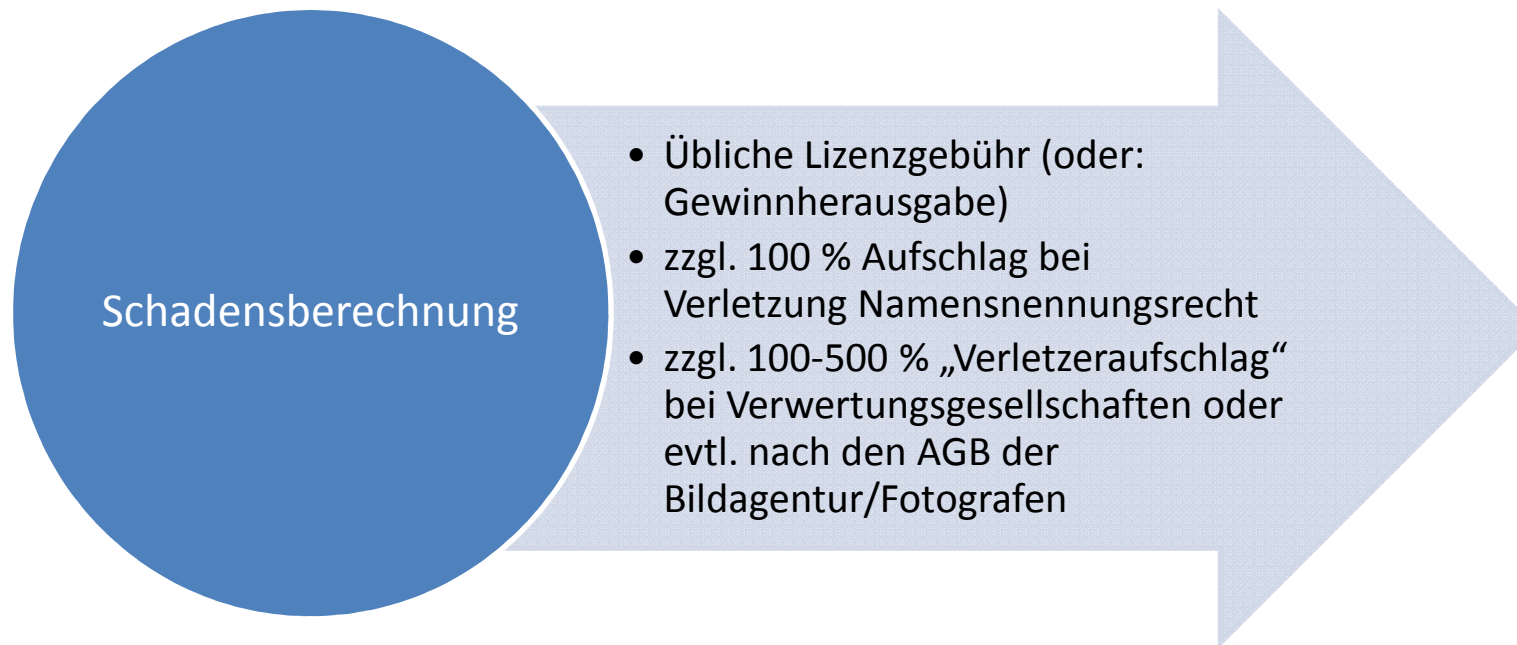 Schadensberechnung
• Übliche Lizenzgebühr (oder:
Gewinnherausgabe)
• zzgl. 100 % Aufschlag bei
Verletzung Namensnennungsrecht
• zzgl. 100-500 % „Verletzeraufschlag“
bei Verwertungsgesellschaften oder
evtl. nach den AGB der
Bildagentur/Fotografen